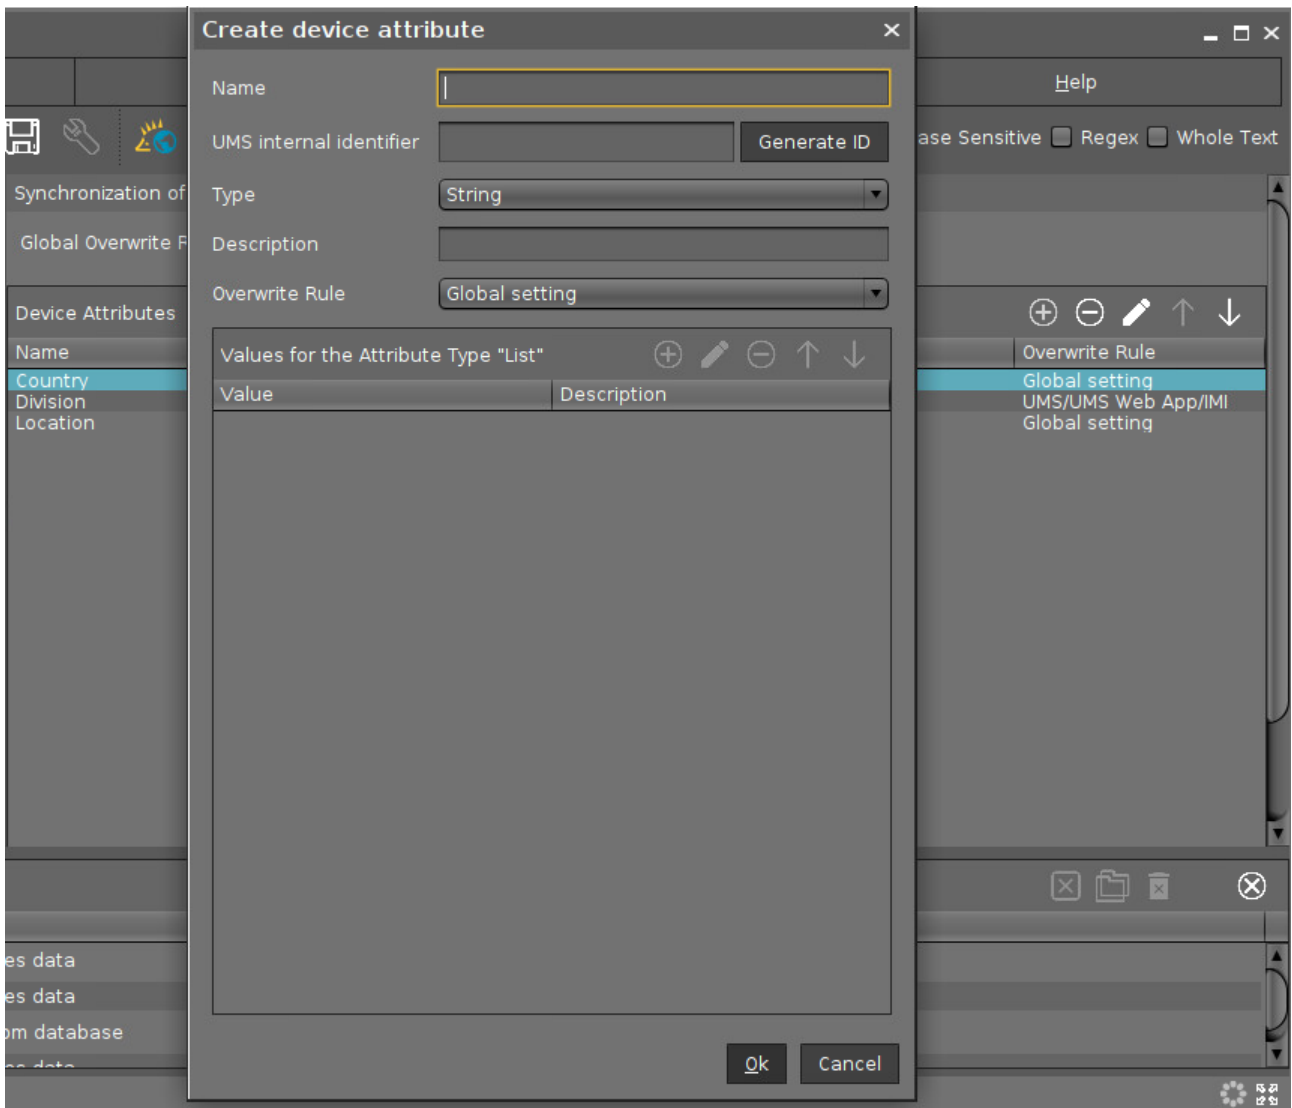 Create device attribute
Help
Name
UMS internal identifier
Generate ID
ase Sensitive
Regex
Whole Text
Synchronization of
Type
String
Global Overwrite R
Description
Overwrite Rule
Global setting
Device Attributes
Values for the Attribute Type "List"
Name
Overwrite Rule
Value
Description
Country
Global setting
Division
UMS/UMS Web App/IMI
Location
Global setting
es data
es data
om database
es data
Ok
Cancel